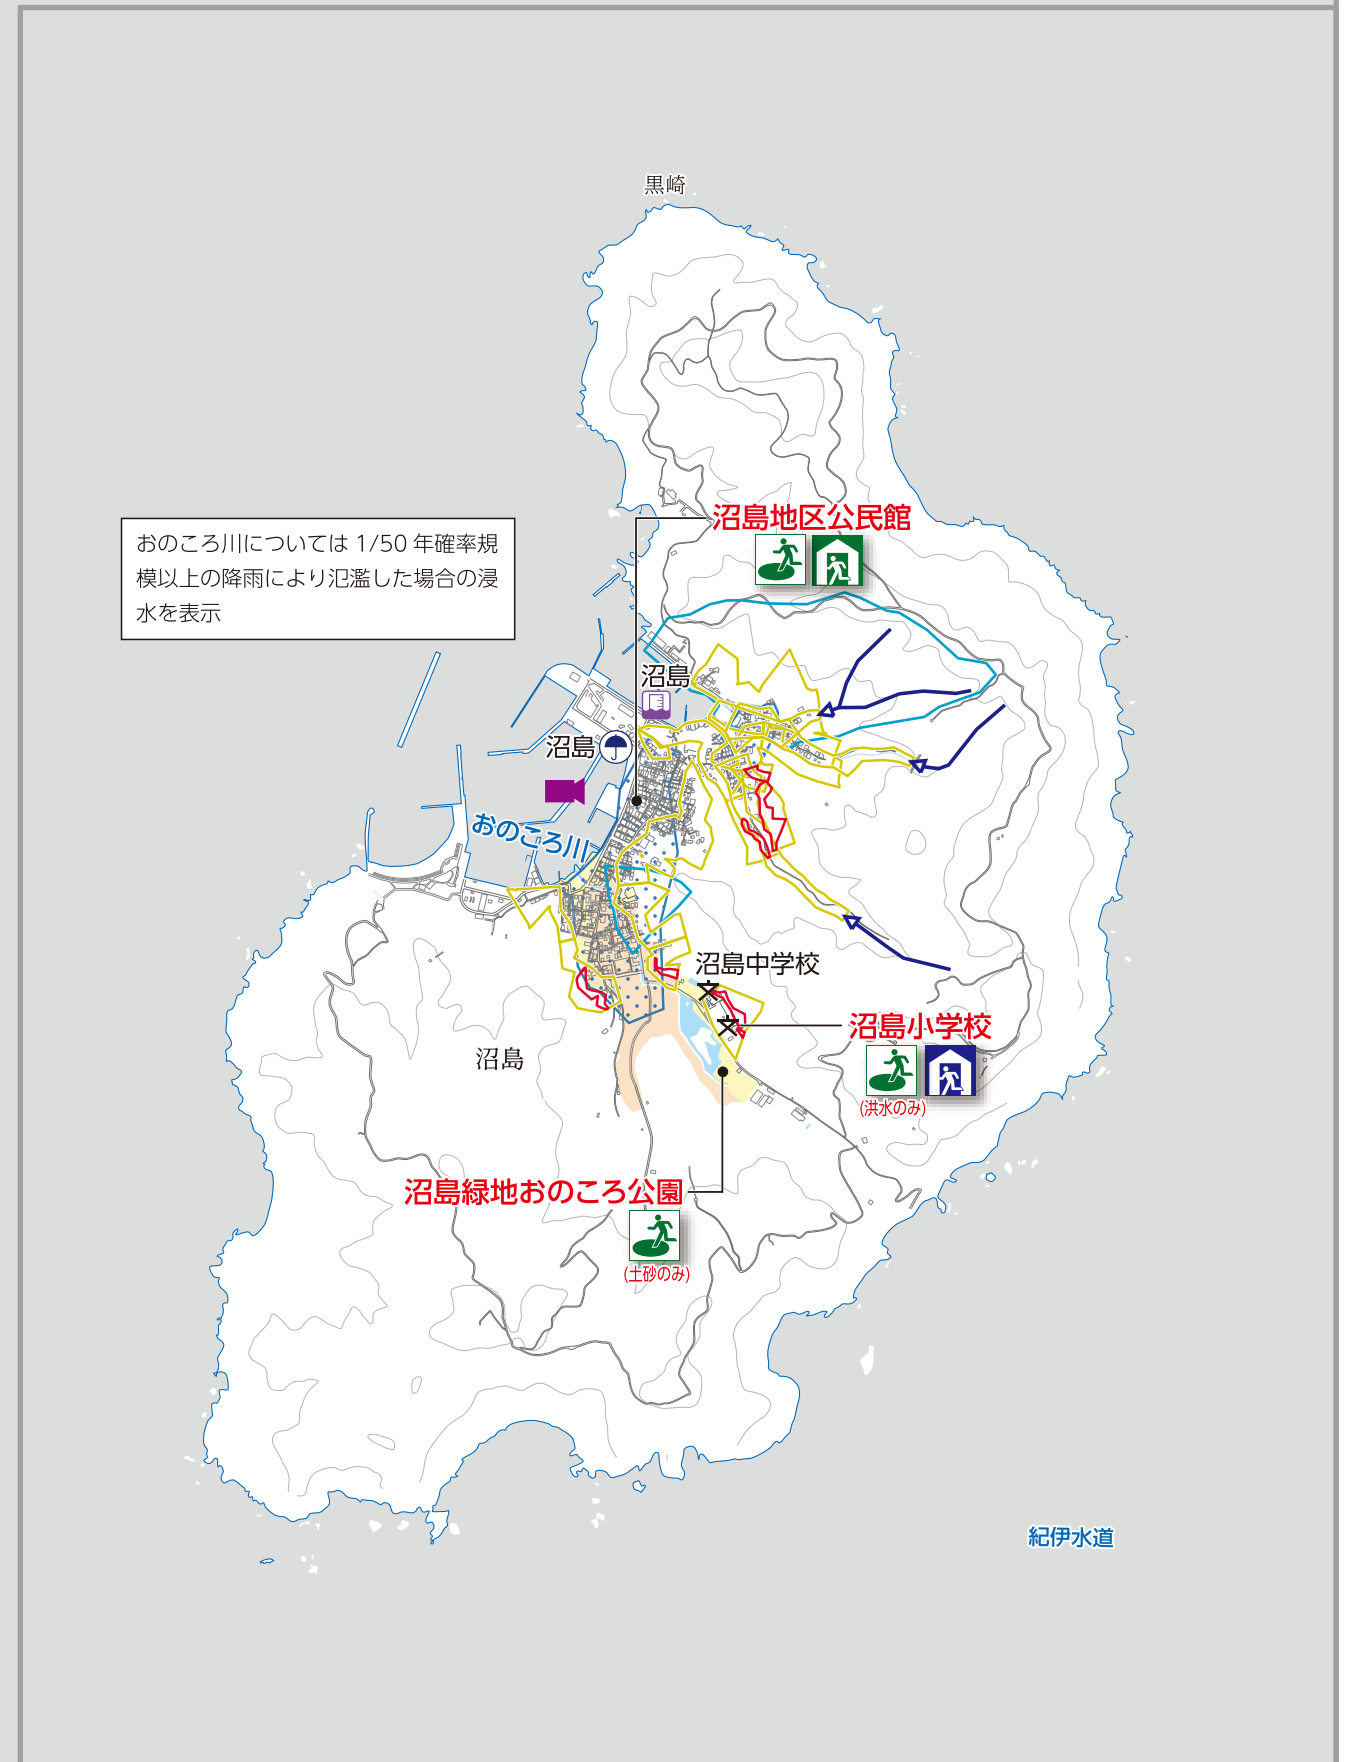 黒崎
沼島地区公民館
おのころ川については 1/50 年確率規
模以上の降雨により氾濫した場合の浸
水を表示
沼島
沼島
おのころ川
沼島中学校
沼島小学校
(洪水のみ)
沼島
沼島緑地おのころ公園
(土砂のみ)
紀伊水道